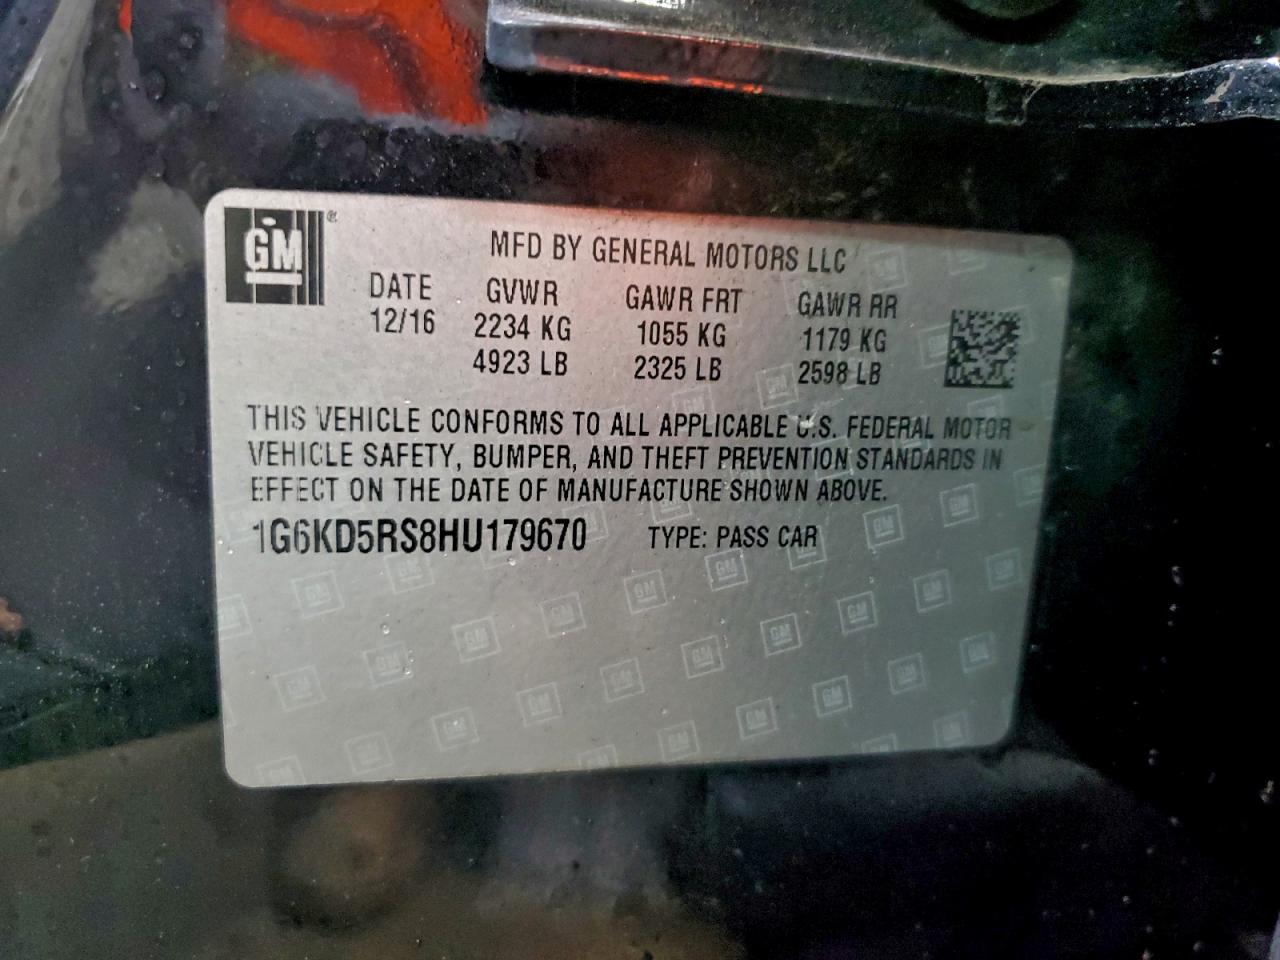 GM
MFD BY GENERAL MOTORS LLC
DATE GVWR GAWR FRT GAWR RR
12/16 2234 KG 1055 KG 1179 KG
4923 LB 2325 LB 2598 LB
THIS VEHICLE CONFORMS TO ALL APPLICABLE U.S. FEDERAL MOTOR
VEHICLE SAFETY, BUMPER, AND THEFT PREVENTION STANDARDS IN
EFFECT ON THE DATE OF MANUFACTURE SHOWN ABOVE.
1G6KD5RS8HU179670 TYPE: PASS CAR